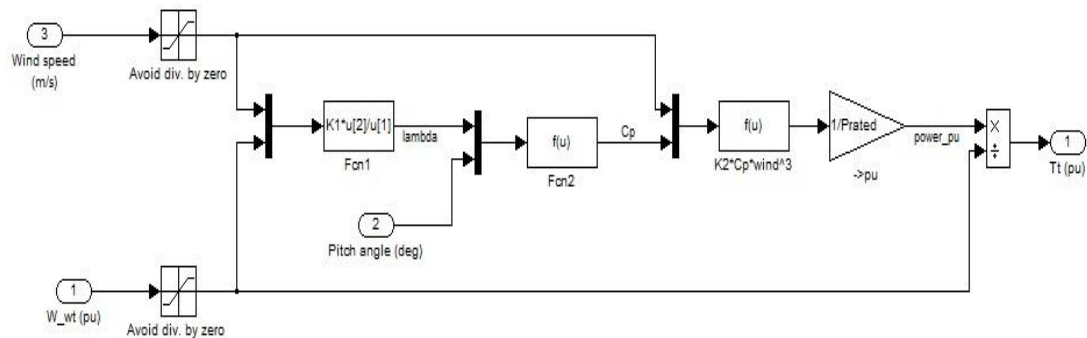 3
Wind speed
(m/s)
Avoid div. by zero
K1*u[2]/u[1]
Fcn1
lambda
f(u)
Fcn2
Cp
f(u)
K2*Cp*wind^3
1/Prated
->pu
power_pu
×
÷
1
Tt (pu)
2
Pitch angle (deg)
1
W_wt (pu)
Avoid div. by zero